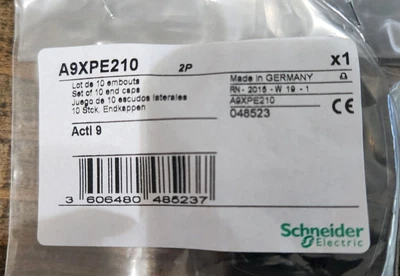 A9XPE210 2P x1
Lot de 10 embouts
Set of 10 end caps
Juego de 10 escudos laterales
10 Stck. Endkappen
Made in GERMANY
RN - 2015 - W 19 - 1
A9XPE210
048523
CE
Acti 9
3 606480 485237
Schneider
Electric